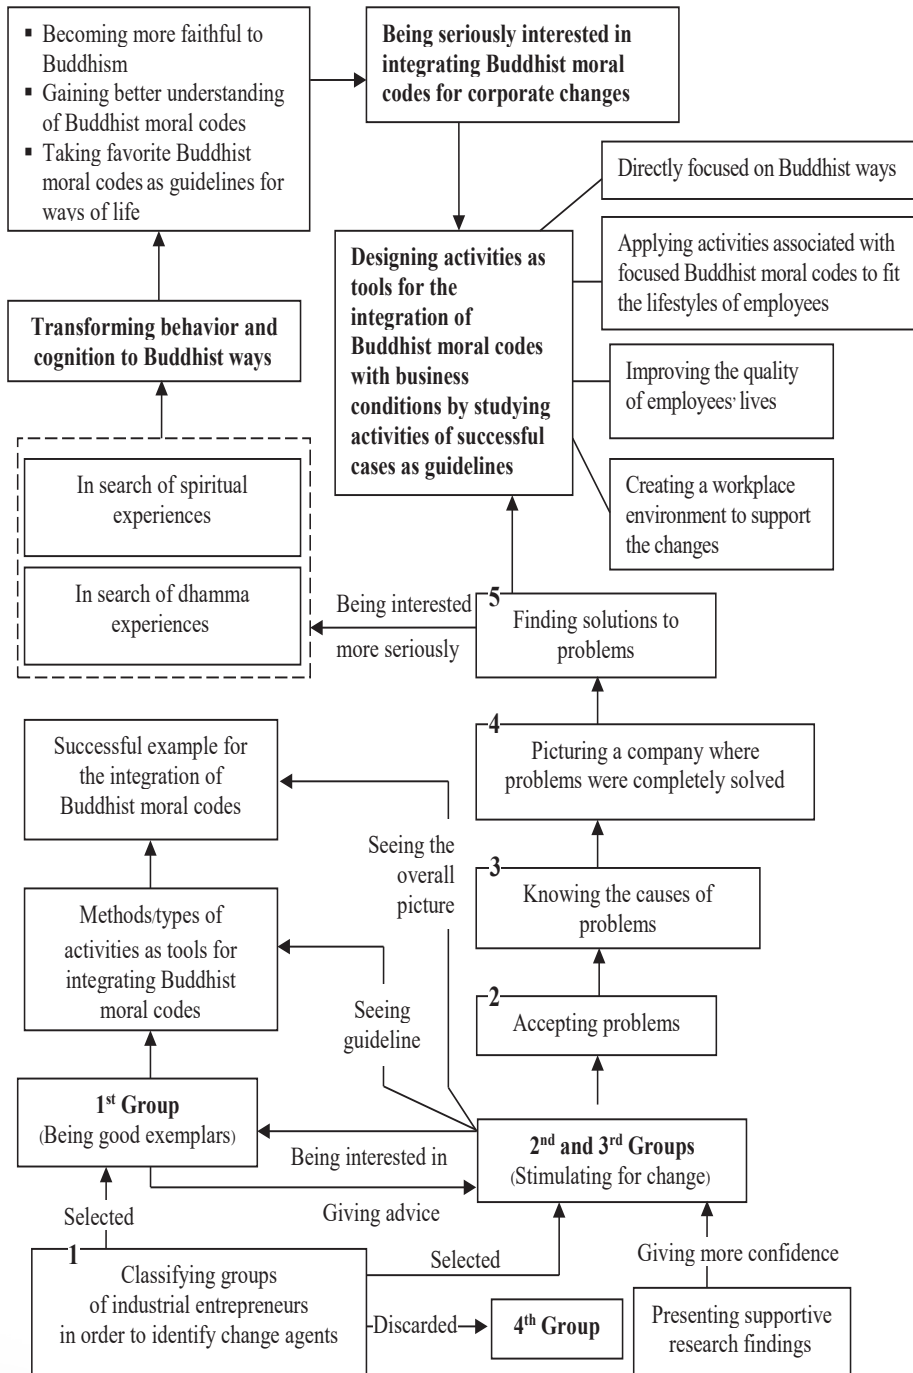 ▪ Becoming more faithful to
Buddhism
▪ Gaining better understanding
of Buddhist moral codes
▪ Taking favorite Buddhist
moral codes as guidelines for
ways of life
Being seriously interested in
integrating Buddhist moral
codes for corporate changes
Directly focused on Buddhist ways
Applying activities associated with
focused Buddhist moral codes to fit
the lifestyles of employees
Designing activities as
tools for the
integration of
Buddhist moral codes
with business
conditions by studying
activities of successful
cases as guidelines
Improving the quality
of employees' lives
Creating a workplace
environment to support
the changes
Transforming behavior and
cognition to Buddhist ways
In search of spiritual
experiences
In search of dhamma
experiences
Being interested
more seriously
5
Finding solutions to
problems
4
Picturing a company where
problems were completely solved
3
Knowing the causes of
problems
2
Accepting problems
Successful example for
the integration of
Buddhist moral codes
Seeing the
overall
picture
Methods/types of
activities as tools for
integrating Buddhist
moral codes
Seeing
guideline
1st Group
(Being good exemplars)
Being interested in
Giving advice
2nd and 3rd Groups
(Stimulating for change)
Selected
1
Classifying groups
of industrial entrepreneurs
in order to identify change agents
Selected
Discarded
4th Group
Giving more confidence
Presenting supportive
research findings